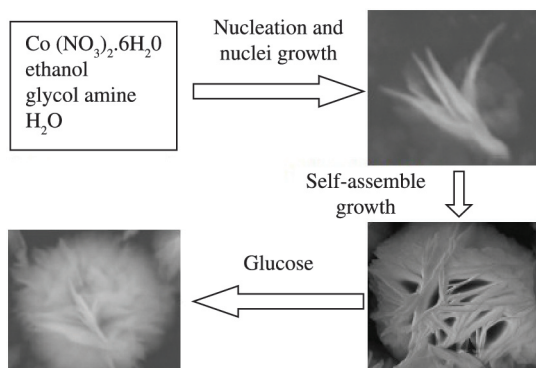 Co (NO₃)₂.6H₂0
ethanol
glycol amine
H₂O
Nucleation and
nuclei growth
Self-assemble
growth
Glucose